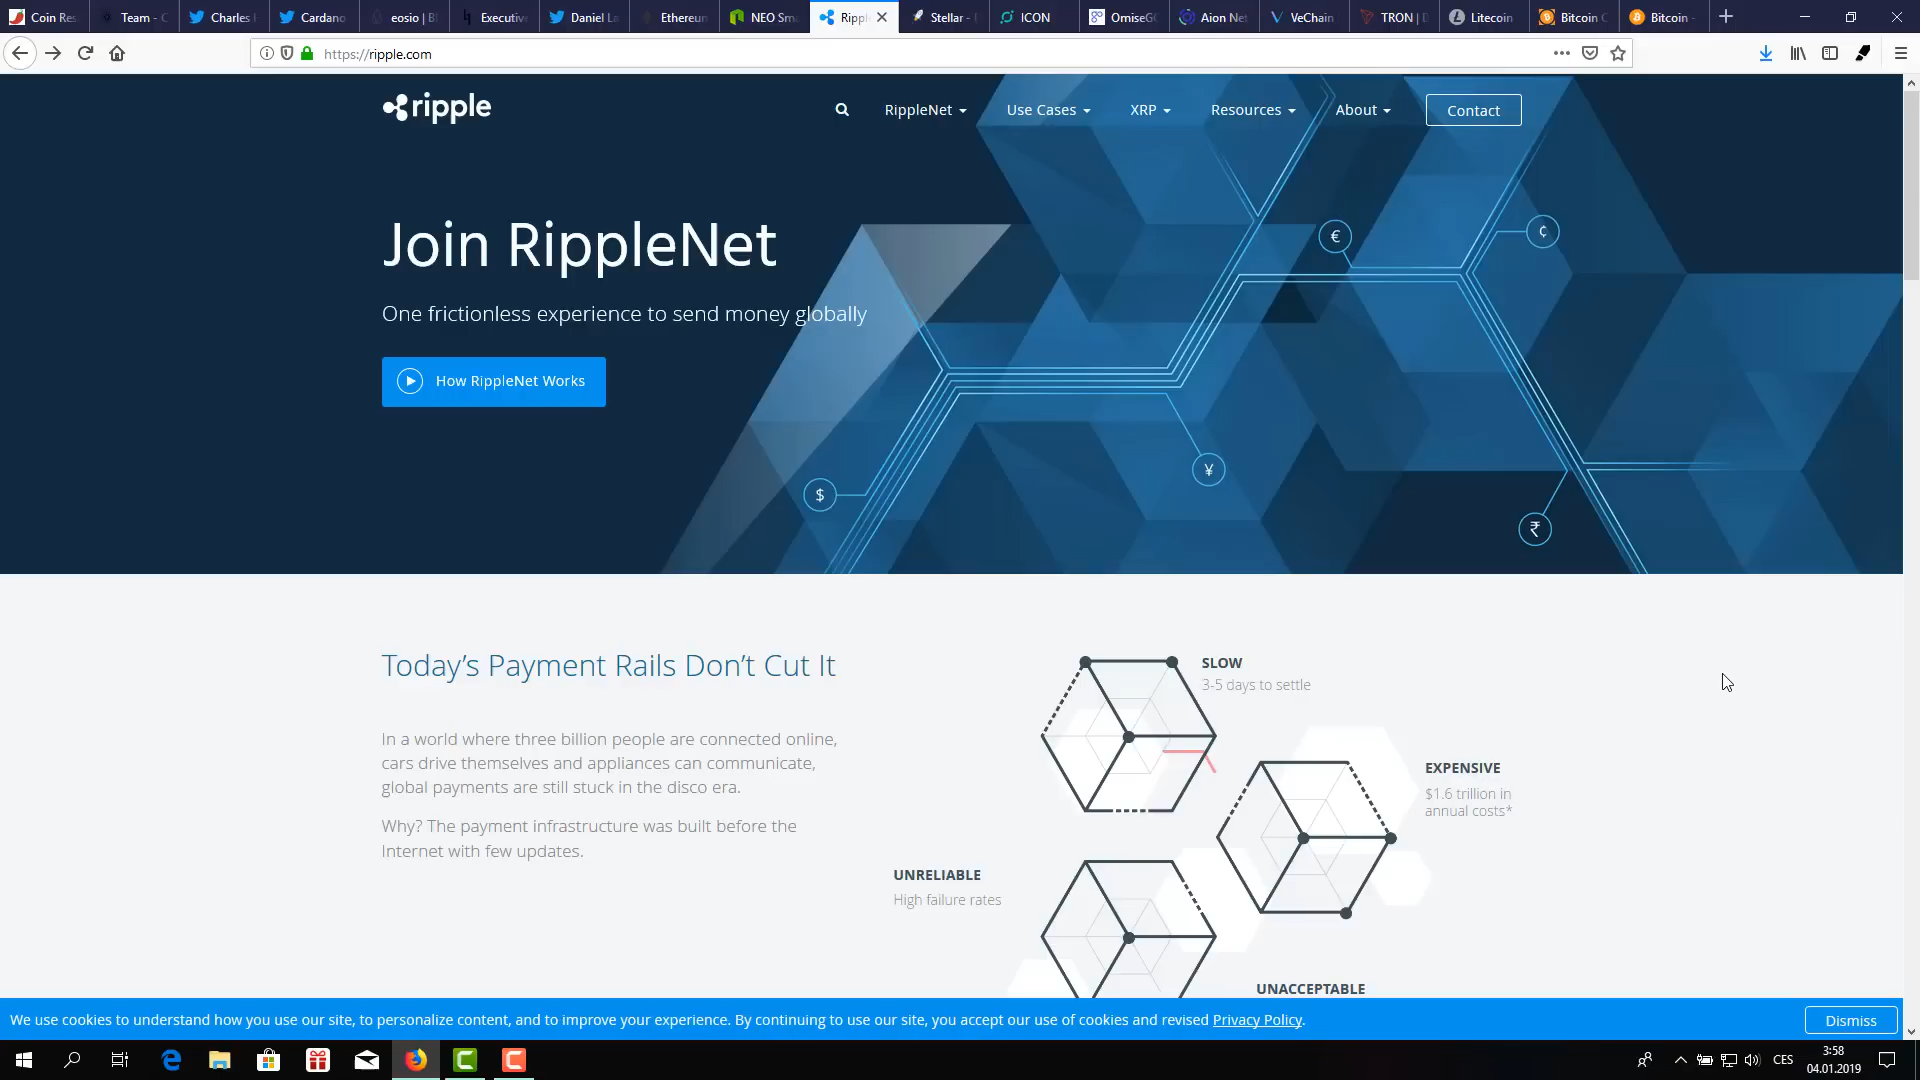 Coin Res
Team - C
Charles H
Cardano
eosio | Bl
Executive
Daniel La
Ethereum
NEO Sma
Ripple
Stellar - D
ICON
OmiseGO
Aion Net
VeChain
TRON | D
Litecoin
Bitcoin C
Bitcoin -
https://ripple.com
ripple
RippleNet
Use Cases
XRP
Resources
About
Contact
Join RippleNet
One frictionless experience to send money globally
How RippleNet Works
€
¢
$
¥
₹
Today's Payment Rails Don't Cut It
In a world where three billion people are connected online,
cars drive themselves and appliances can communicate,
global payments are still stuck in the disco era.
Why? The payment infrastructure was built before the
Internet with few updates.
SLOW
3-5 days to settle
EXPENSIVE
$1.6 trillion in
annual costs*
UNRELIABLE
High failure rates
UNACCEPTABLE
We use cookies to understand how you use our site, to personalize content, and to improve your experience. By continuing to use our site, you accept our use of cookies and revised Privacy Policy.
Dismiss
CES
3:58
04.01.2019